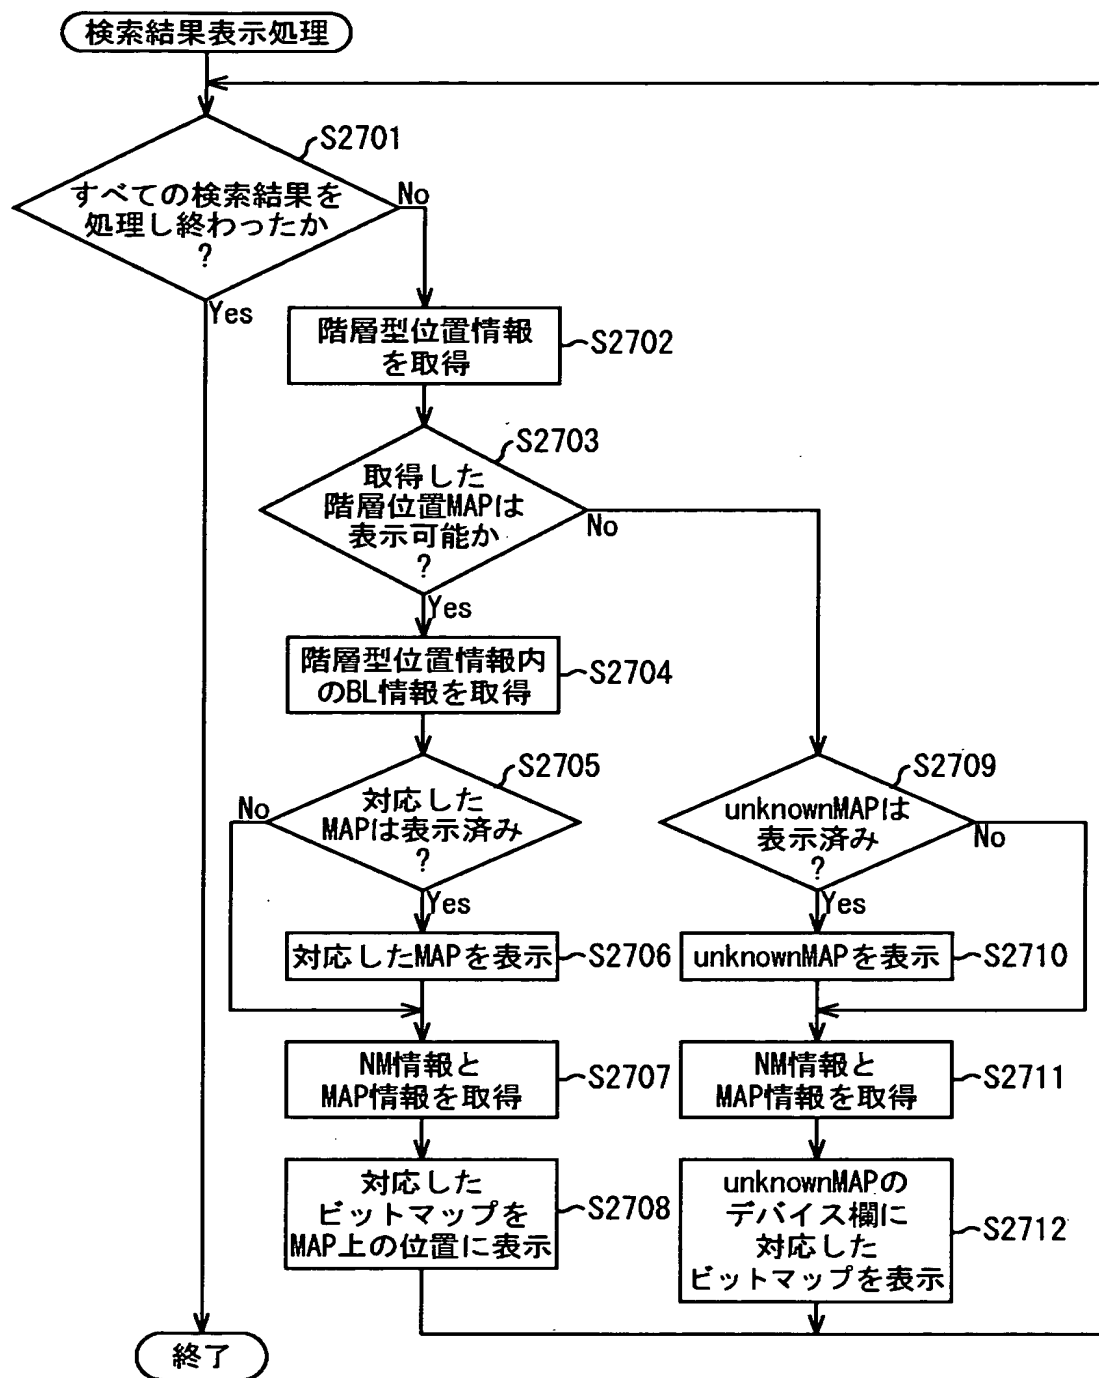 検索結果表示処理
S2701
すべての検索結果を
処理し終わったか
?
No
Yes
階層型位置情報
を取得
S2702
S2703
取得した
階層位置MAPは
表示可能か
?
No
Yes
階層型位置情報内
のBL情報を取得
S2704
S2705
対応した
MAPは表示済み
?
No
Yes
S2709
unknownMAPは
表示済み
?
No
Yes
対応したMAPを表示
S2706
unknownMAPを表示
S2710
NM情報と
MAP情報を取得
S2707
NM情報と
MAP情報を取得
S2711
対応した
ビットマップを
MAP上の位置に表示
S2708
unknownMAPの
デバイス欄に
対応した
ビットマップを表示
S2712
終了